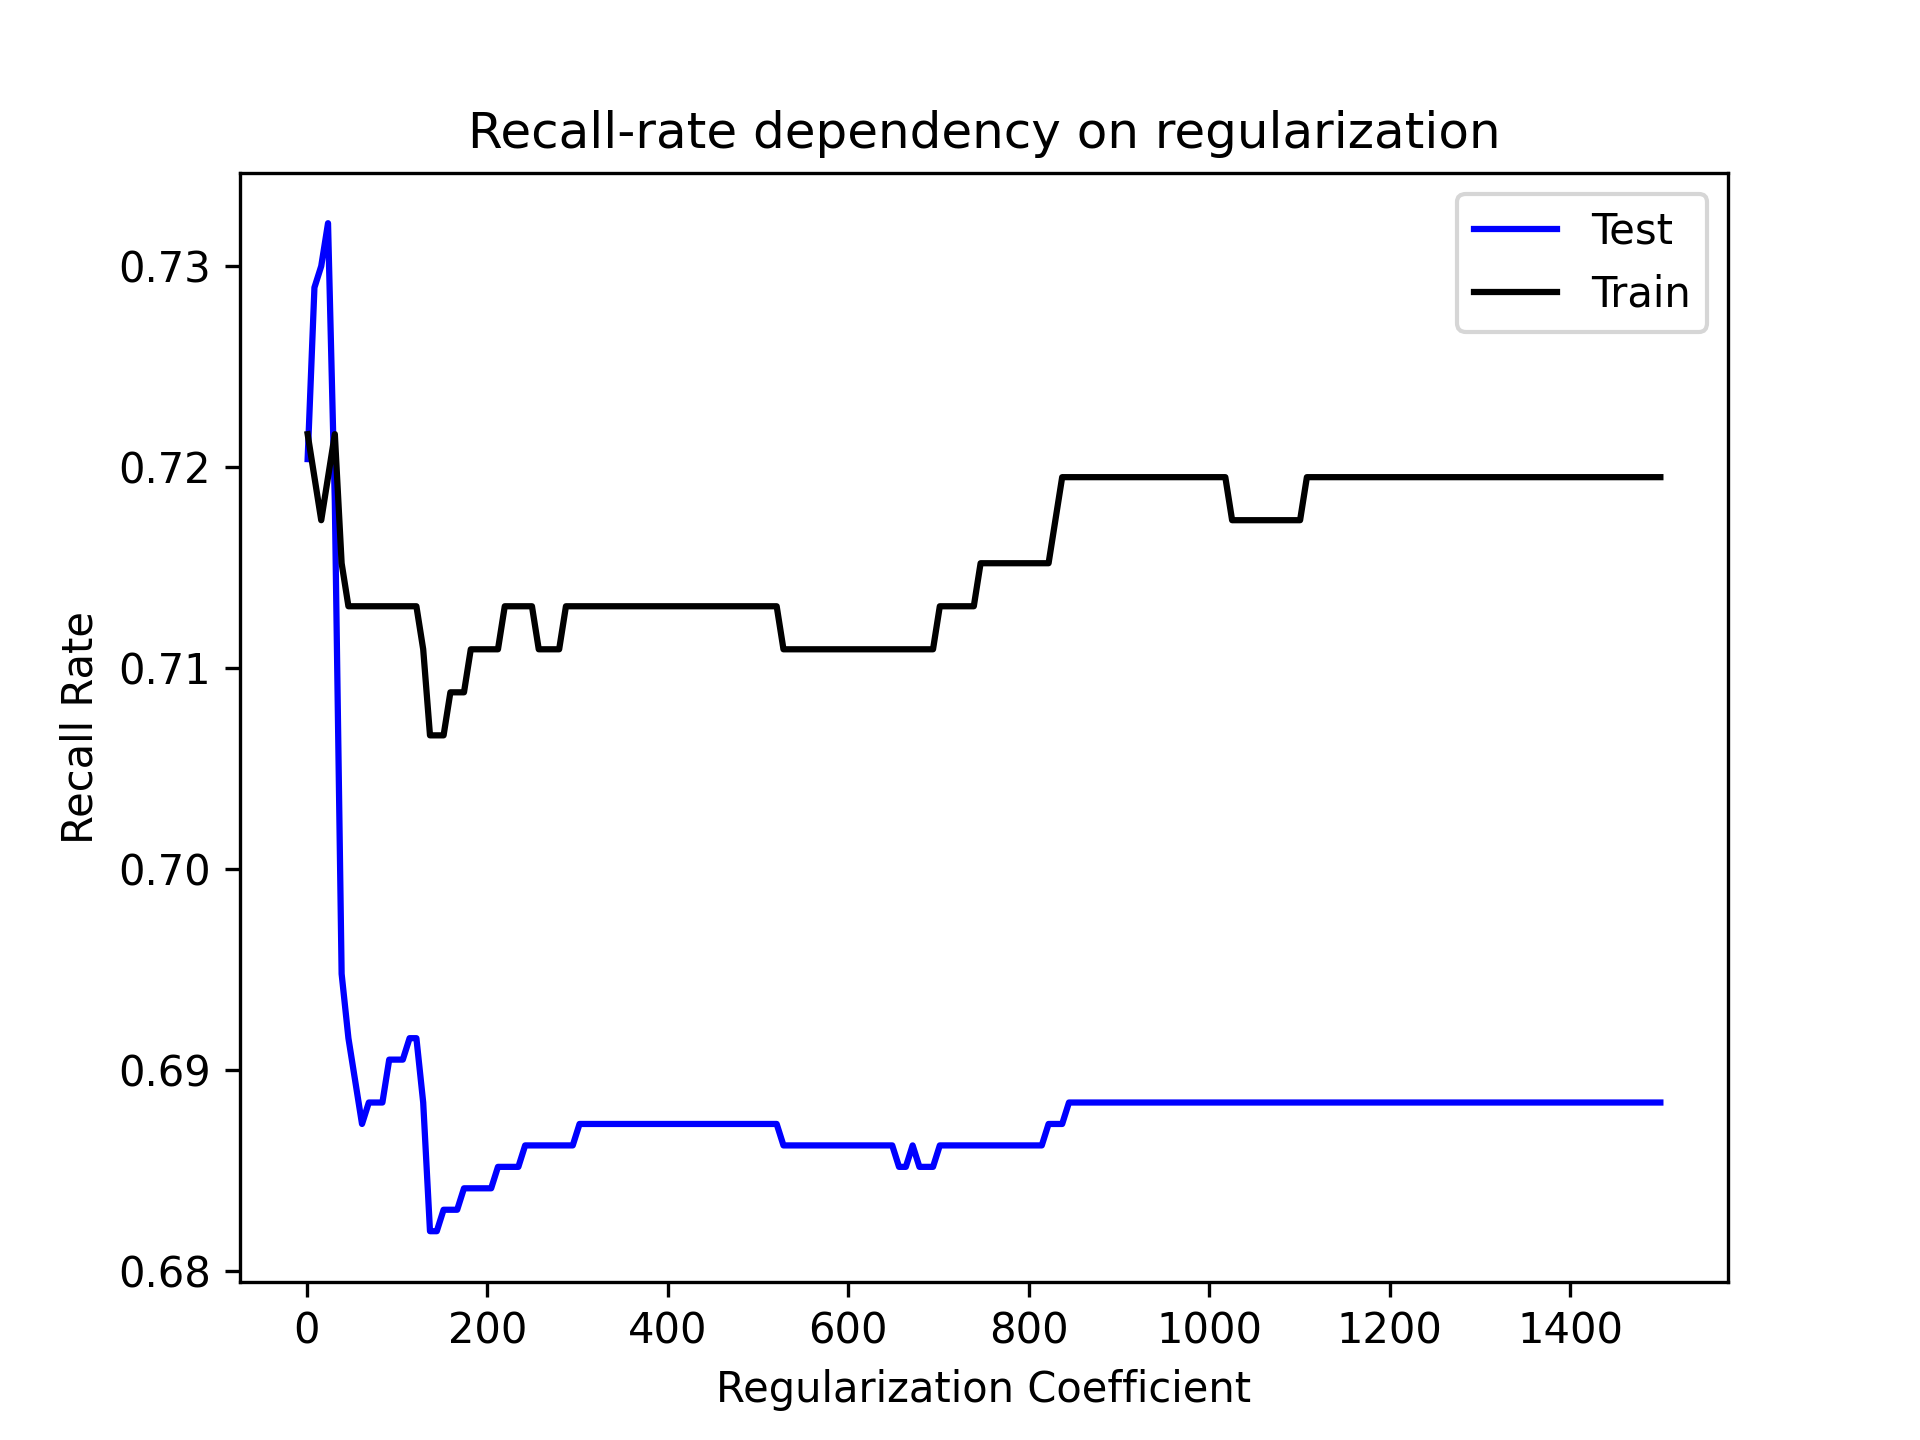 Recall-rate dependency on regularization
Test
Train
0.73
0.72
0.71
0.70
0.69
0.68
Recall Rate
0 200 400 600 800 1000 1200 1400
Regularization Coefficient